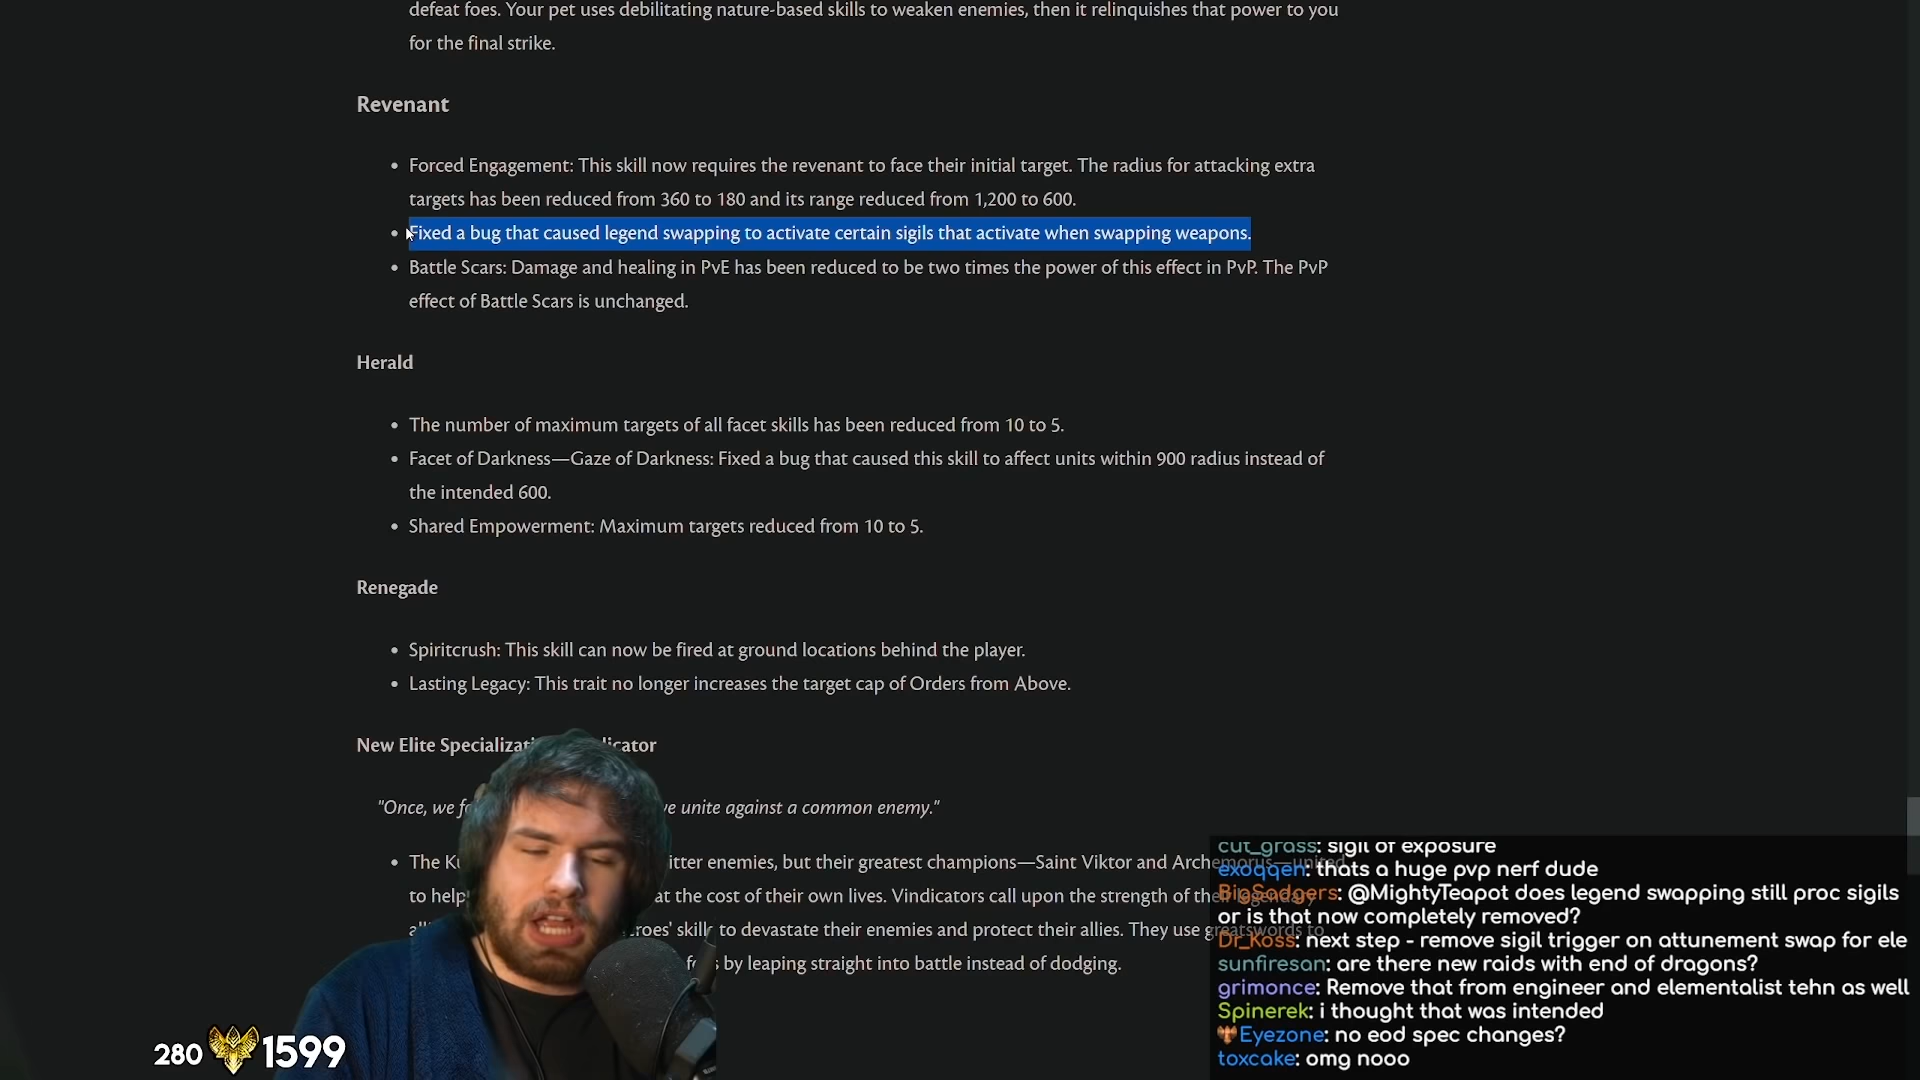 defeat foes. Your pet uses debilitating nature-based skills to weaken enemies, then it relinquishes that power to you
for the final strike.
Revenant
• Forced Engagement: This skill now requires the revenant to face their initial target. The radius for attacking extra
targets has been reduced from 360 to 180 and its range reduced from 1,200 to 600.
• Fixed a bug that caused legend swapping to activate certain sigils that activate when swapping weapons.
• Battle Scars: Damage and healing in PvE has been reduced to be two times the power of this effect in PvP. The PvP
effect of Battle Scars is unchanged.
Herald
• The number of maximum targets of all facet skills has been reduced from 10 to 5.
• Facet of Darkness—Gaze of Darkness: Fixed a bug that caused this skill to affect units within 900 radius instead of
the intended 600.
• Shared Empowerment: Maximum targets reduced from 10 to 5.
Renegade
• Spiritcrush: This skill can now be fired at ground locations behind the player.
• Lasting Legacy: This trait no longer increases the target cap of Orders from Above.
New Elite Specializati
"Once, we unite against a common enemy."
• The itter enemies, but their greatest champions—Saint Viktor and Archemorus—united
to help at the cost of their own lives. Vindicators call upon the strength of their legendary
skills to devastate their enemies and protect their allies. They use greatswords to
by leaping straight into battle instead of dodging.
280 1599
cut_grass: sigil of exposure
exoqqen: thats a huge pvp nerf dude
BigSadgers: @MightyTeapot does legend swapping still proc sigils
or is that now completely removed?
Dr_Koss: next step - remove sigil trigger on attunement swap for ele
sunfiresan: are there new raids with end of dragons?
grimonce: Remove that from engineer and elementalist tehn as well
Spinerek: i thought that was intended
Eyezone: no eod spec changes?
toxcake: omg nooo